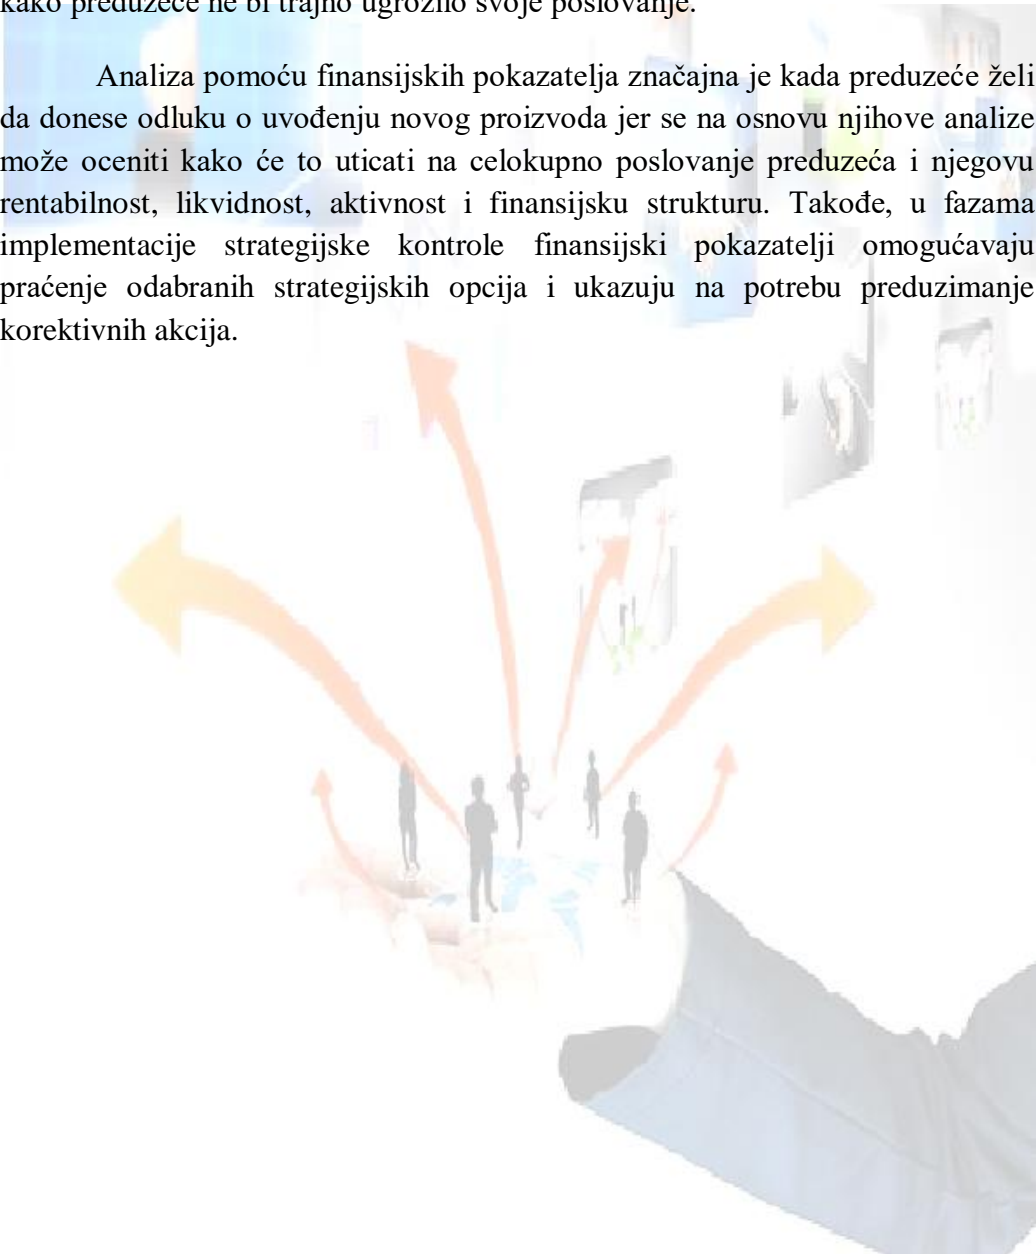 kako preduzeće ne bi trajno ugrozilo svoje poslovanje.
Analiza pomoću finansijskih pokazatelja značajna je kada preduzeće želi
da donese odluku o uvođenju novog proizvoda jer se na osnovu njihove analize
može oceniti kako će to uticati na celokupno poslovanje preduzeća i njegovu
rentabilnost, likvidnost, aktivnost i finansijsku strukturu. Takođe, u fazama
implementacije strategijske kontrole finansijski pokazatelji omogućavaju
praćenje odabranih strategijskih opcija i ukazuju na potrebu preduzimanje
korektivnih akcija.